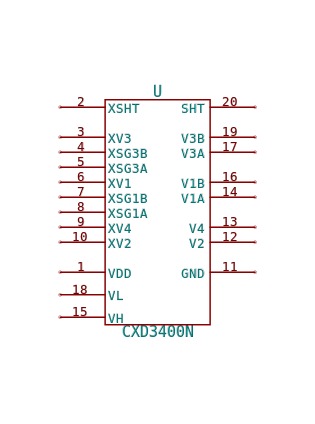 U
2 XSHT SHT 20
3 XV3 V3B 19
4 XSG3B V3A 17
5 XSG3A
6 XV1 V1B 16
7 XSG1B V1A 14
8 XSG1A
9 XV4 V4 13
10 XV2 V2 12
1 VDD GND 11
18 VL
15 VH
CXD3400N